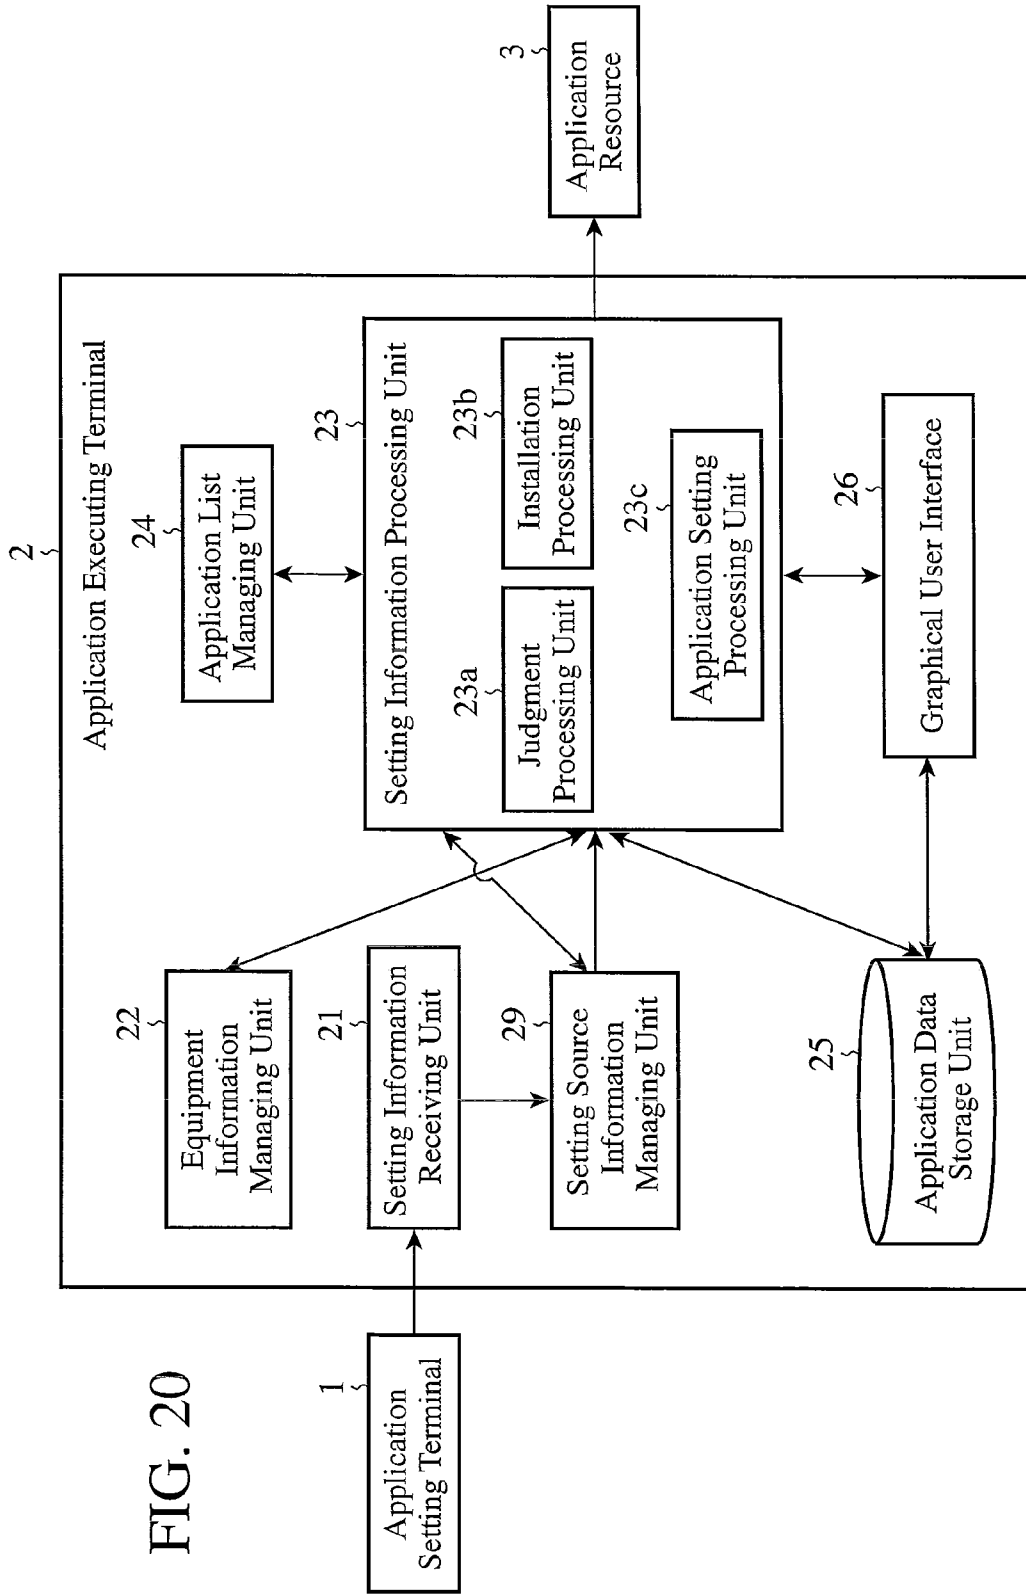 FIG. 20
2
Application Executing Terminal
22
Equipment
Information
Managing Unit
24
Application List
Managing Unit
1
Application
Setting Terminal
21
Setting Information
Receiving Unit
23
Setting Information Processing Unit
3
Application
Resource
29
Setting Source
Information
Managing Unit
23a
Judgment
Processing Unit
23b
Installation
Processing Unit
23c
Application Setting
Processing Unit
25
Application Data
Storage Unit
26
Graphical User Interface